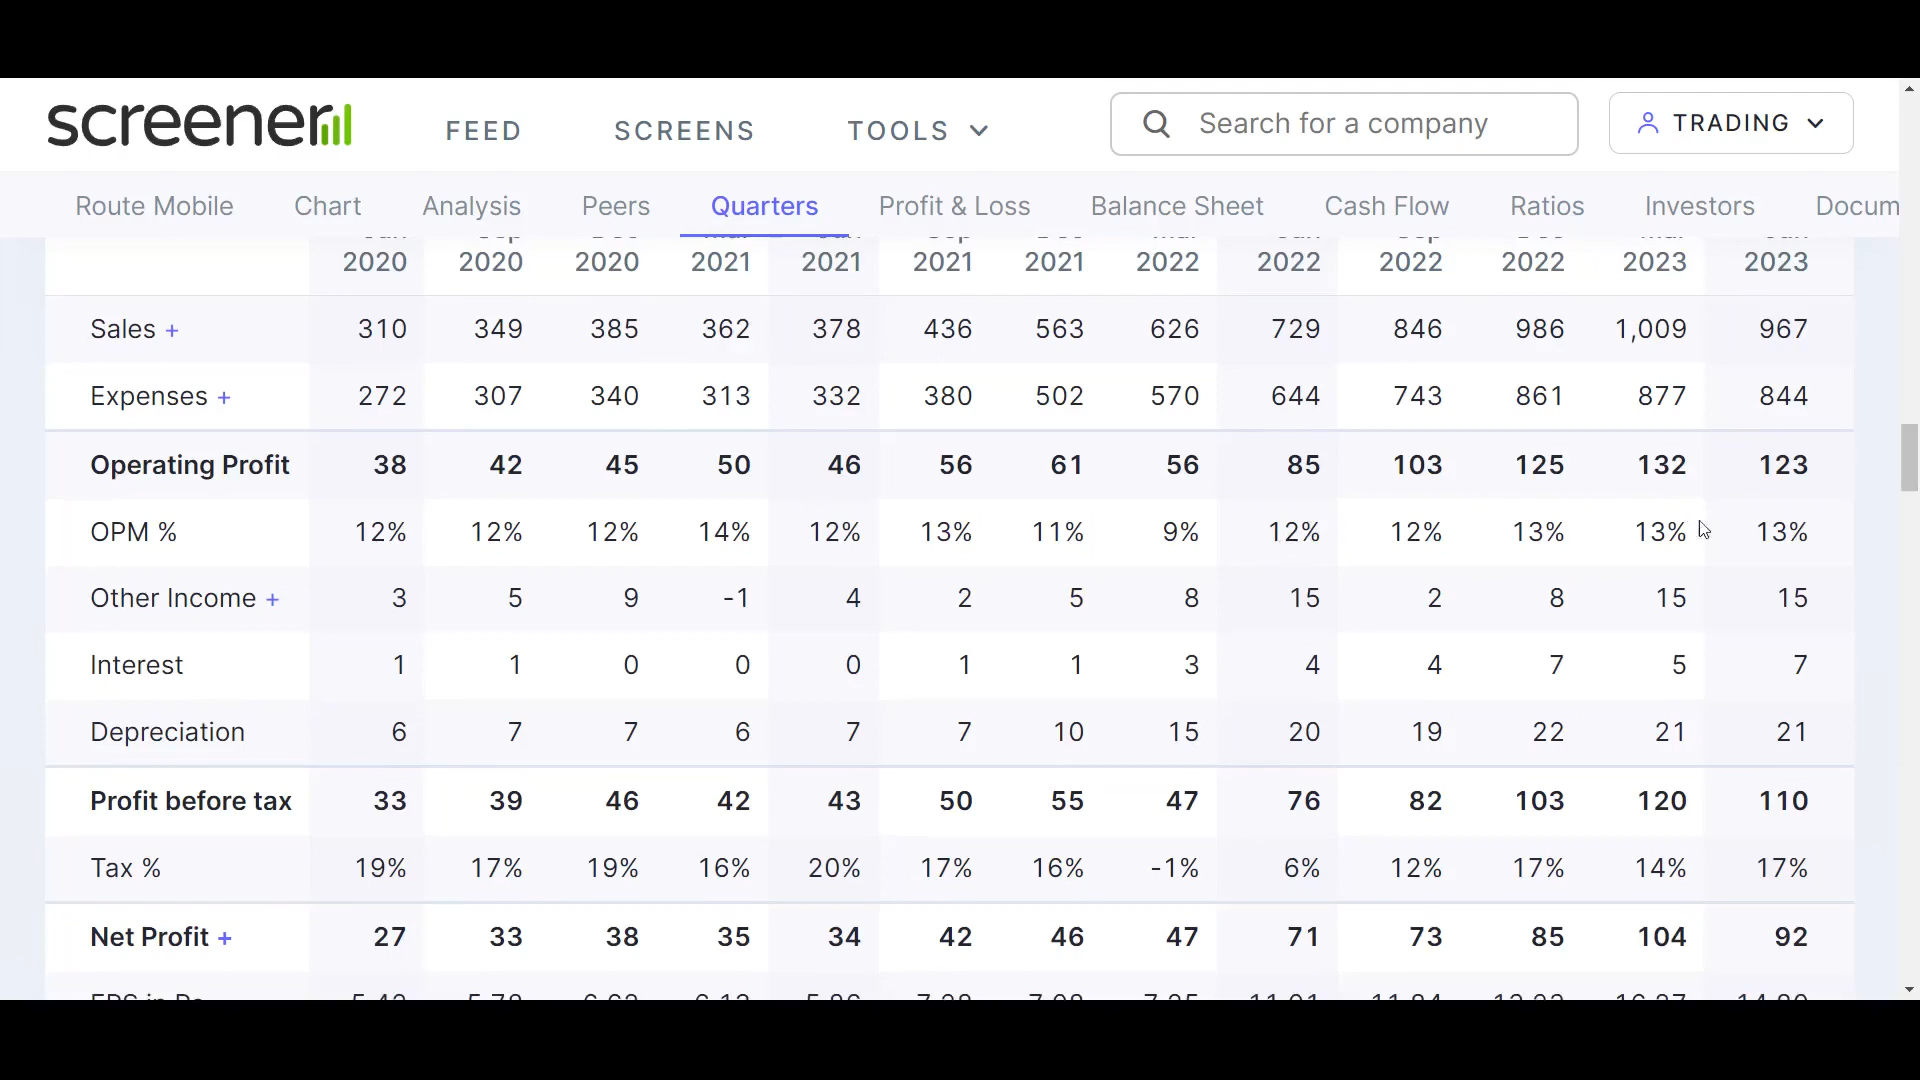 screener FEED SCREENS TOOLS Search for a company TRADING
Route Mobile Chart Analysis Peers Quarters Profit & Loss Balance Sheet Cash Flow Ratios Investors Docum
2020 2020 2020 2021 2021 2021 2021 2022 2022 2022 2022 2023 2023
Sales + 310 349 385 362 378 436 563 626 729 846 986 1,009 967
Expenses + 272 307 340 313 332 380 502 570 644 743 861 877 844
Operating Profit 38 42 45 50 46 56 61 56 85 103 125 132 123
OPM % 12% 12% 12% 14% 12% 13% 11% 9% 12% 12% 13% 13% 13%
Other Income + 3 5 9 -1 4 2 5 8 15 2 8 15 15
Interest 1 1 0 0 0 1 1 3 4 4 7 5 7
Depreciation 6 7 7 6 7 7 10 15 20 19 22 21 21
Profit before tax 33 39 46 42 43 50 55 47 76 82 103 120 110
Tax % 19% 17% 19% 16% 20% 17% 16% -1% 6% 12% 17% 14% 17%
Net Profit + 27 33 38 35 34 42 46 47 71 73 85 104 92